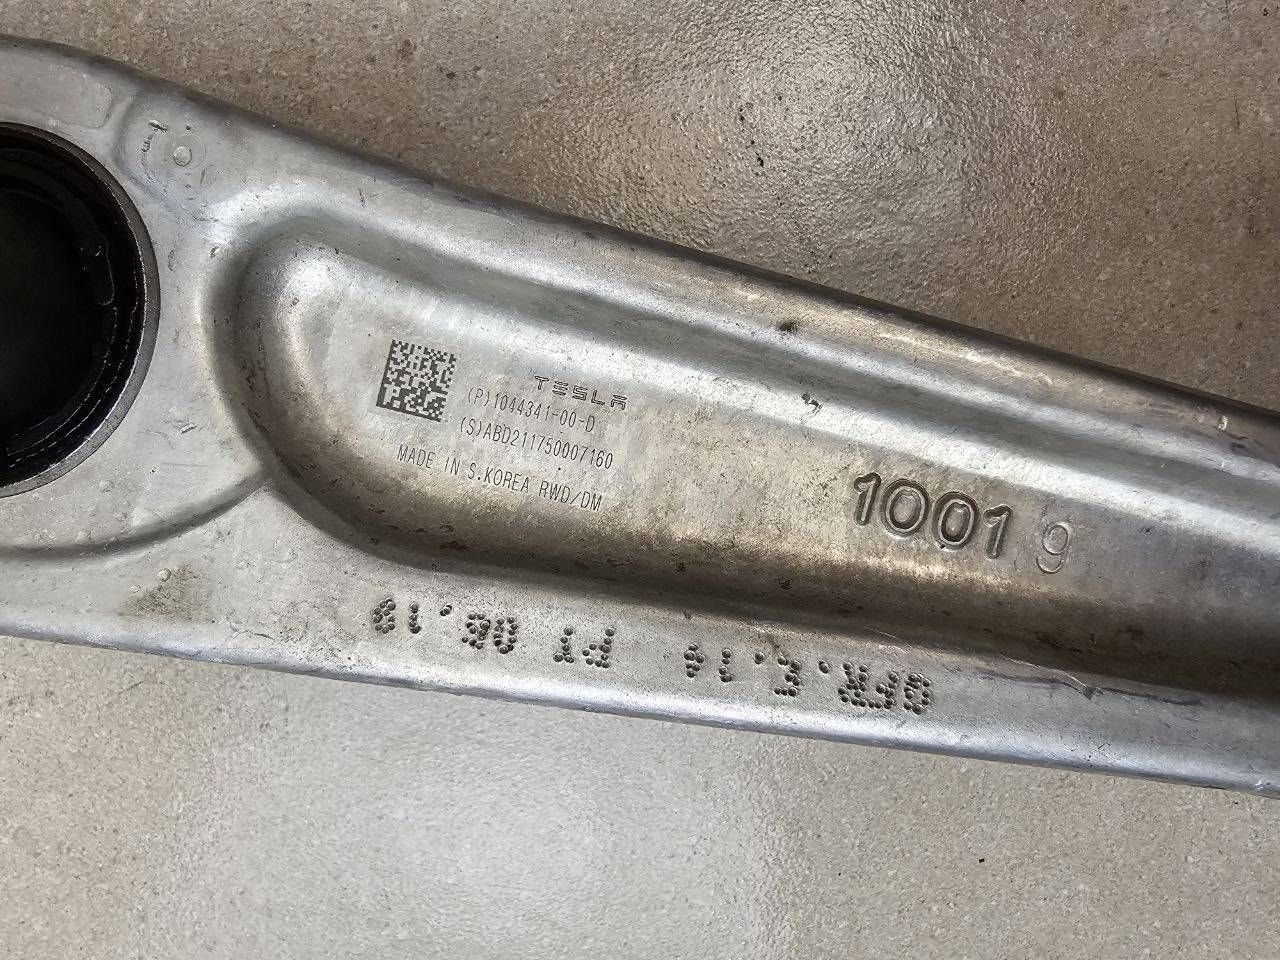 TESLA
(P)1044341-00-D
(S)ABD211750007160
MADE IN S.KOREA RWD/DM
1001 9